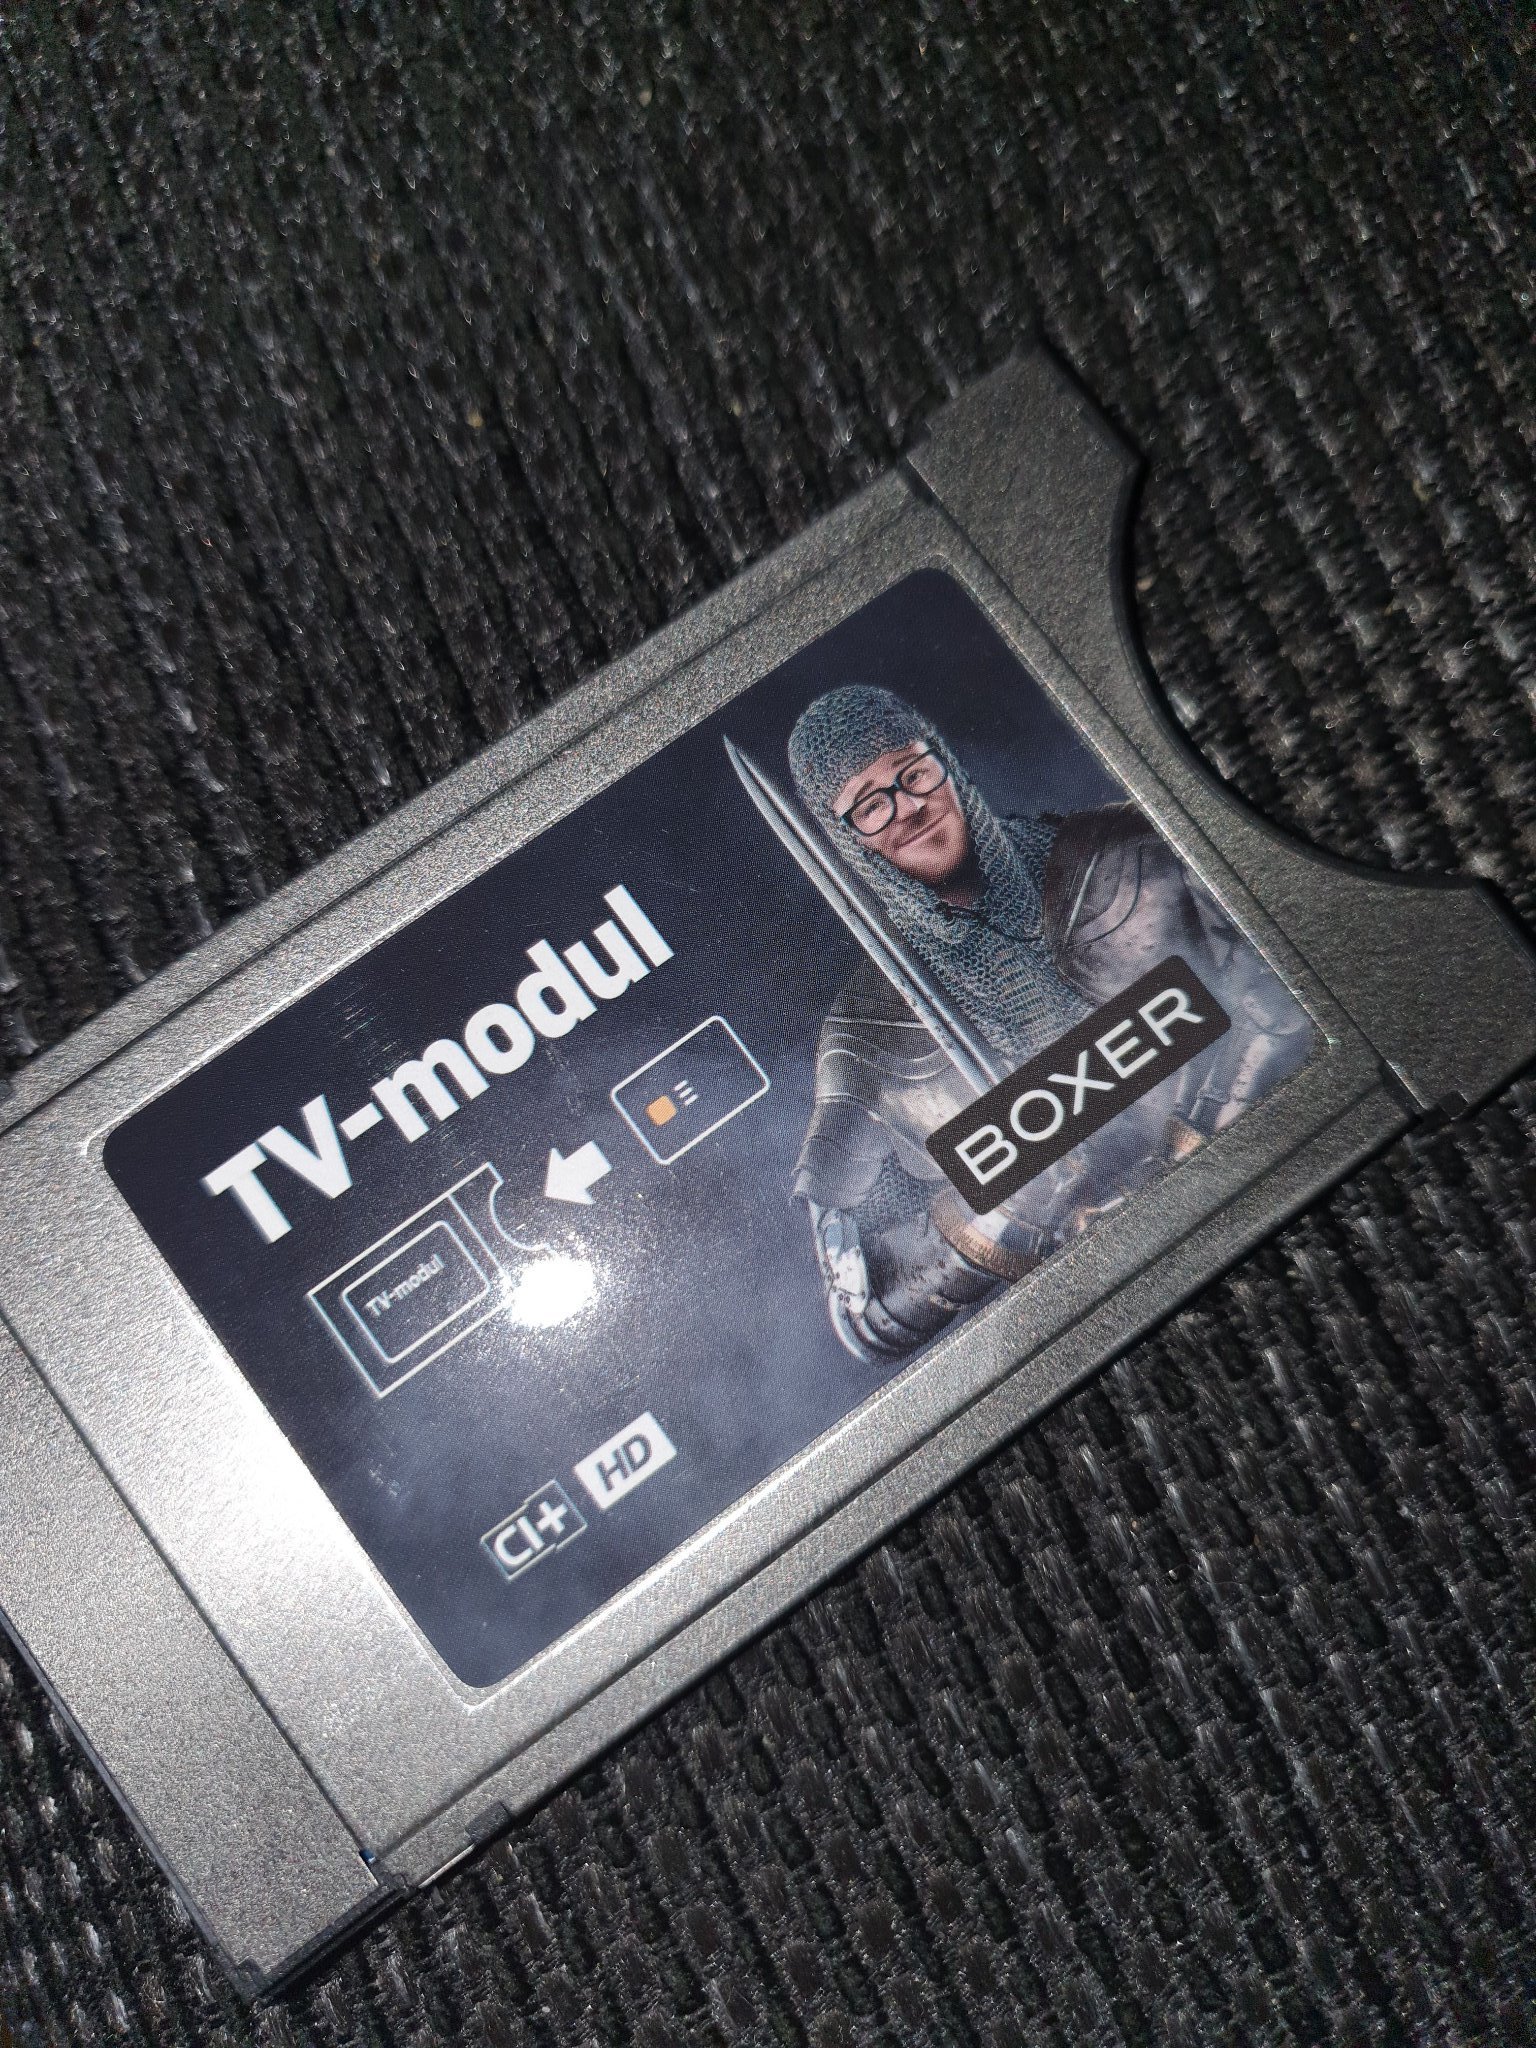 TV-modul
TV-modul
CI+
HD
BOXER